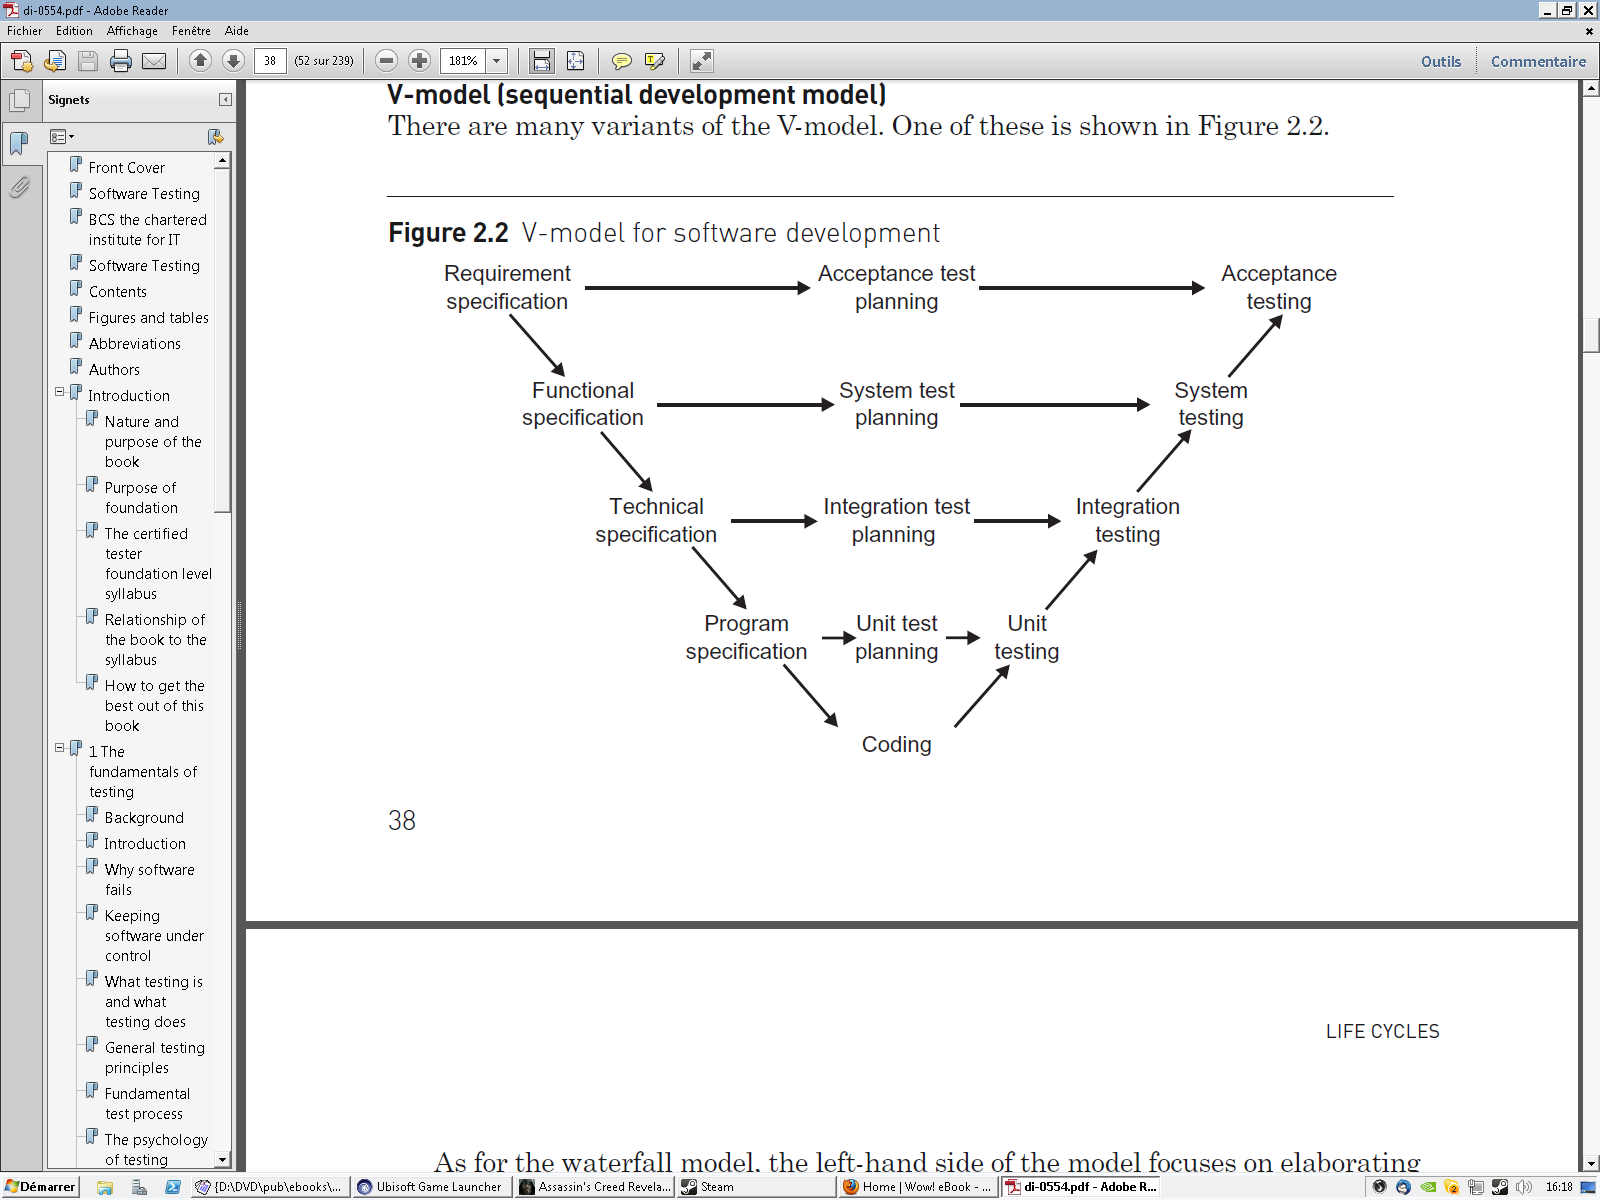 di-0554.pdf - Adobe Reader
Fichier Edition Affichage Fenêtre Aide
38 (52 sur 239) 181% Outils Commentaire
Signets
Front Cover
Software Testing
BCS the chartered
institute for IT
Software Testing
Contents
Figures and tables
Abbreviations
Authors
Introduction
Nature and
purpose of the
book
Purpose of
foundation
The certified
tester
foundation level
syllabus
Relationship of
the book to the
syllabus
How to get the
best out of this
book
1 The
fundamentals of
testing
Background
Introduction
Why software
fails
Keeping
software under
control
What testing is
and what
testing does
General testing
principles
Fundamental
test process
The psychology
of testing
V-model (sequential development model)
There are many variants of the V-model. One of these is shown in Figure 2.2.
Figure 2.2 V-model for software development
Requirement
specification
Acceptance test
planning
Acceptance
testing
Functional
specification
System test
planning
System
testing
Technical
specification
Integration test
planning
Integration
testing
Program
specification
Unit test
planning
Unit
testing
Coding
38
LIFE CYCLES
As for the waterfall model, the left-hand side of the model focuses on elaborating
Démarrer
{D:\DVD\pub\ebooks\...
Ubisoft Game Launcher
Assassin's Creed Revela...
Steam
Home | Wow! eBook - ...
di-0554.pdf - Adobe R...
16:18